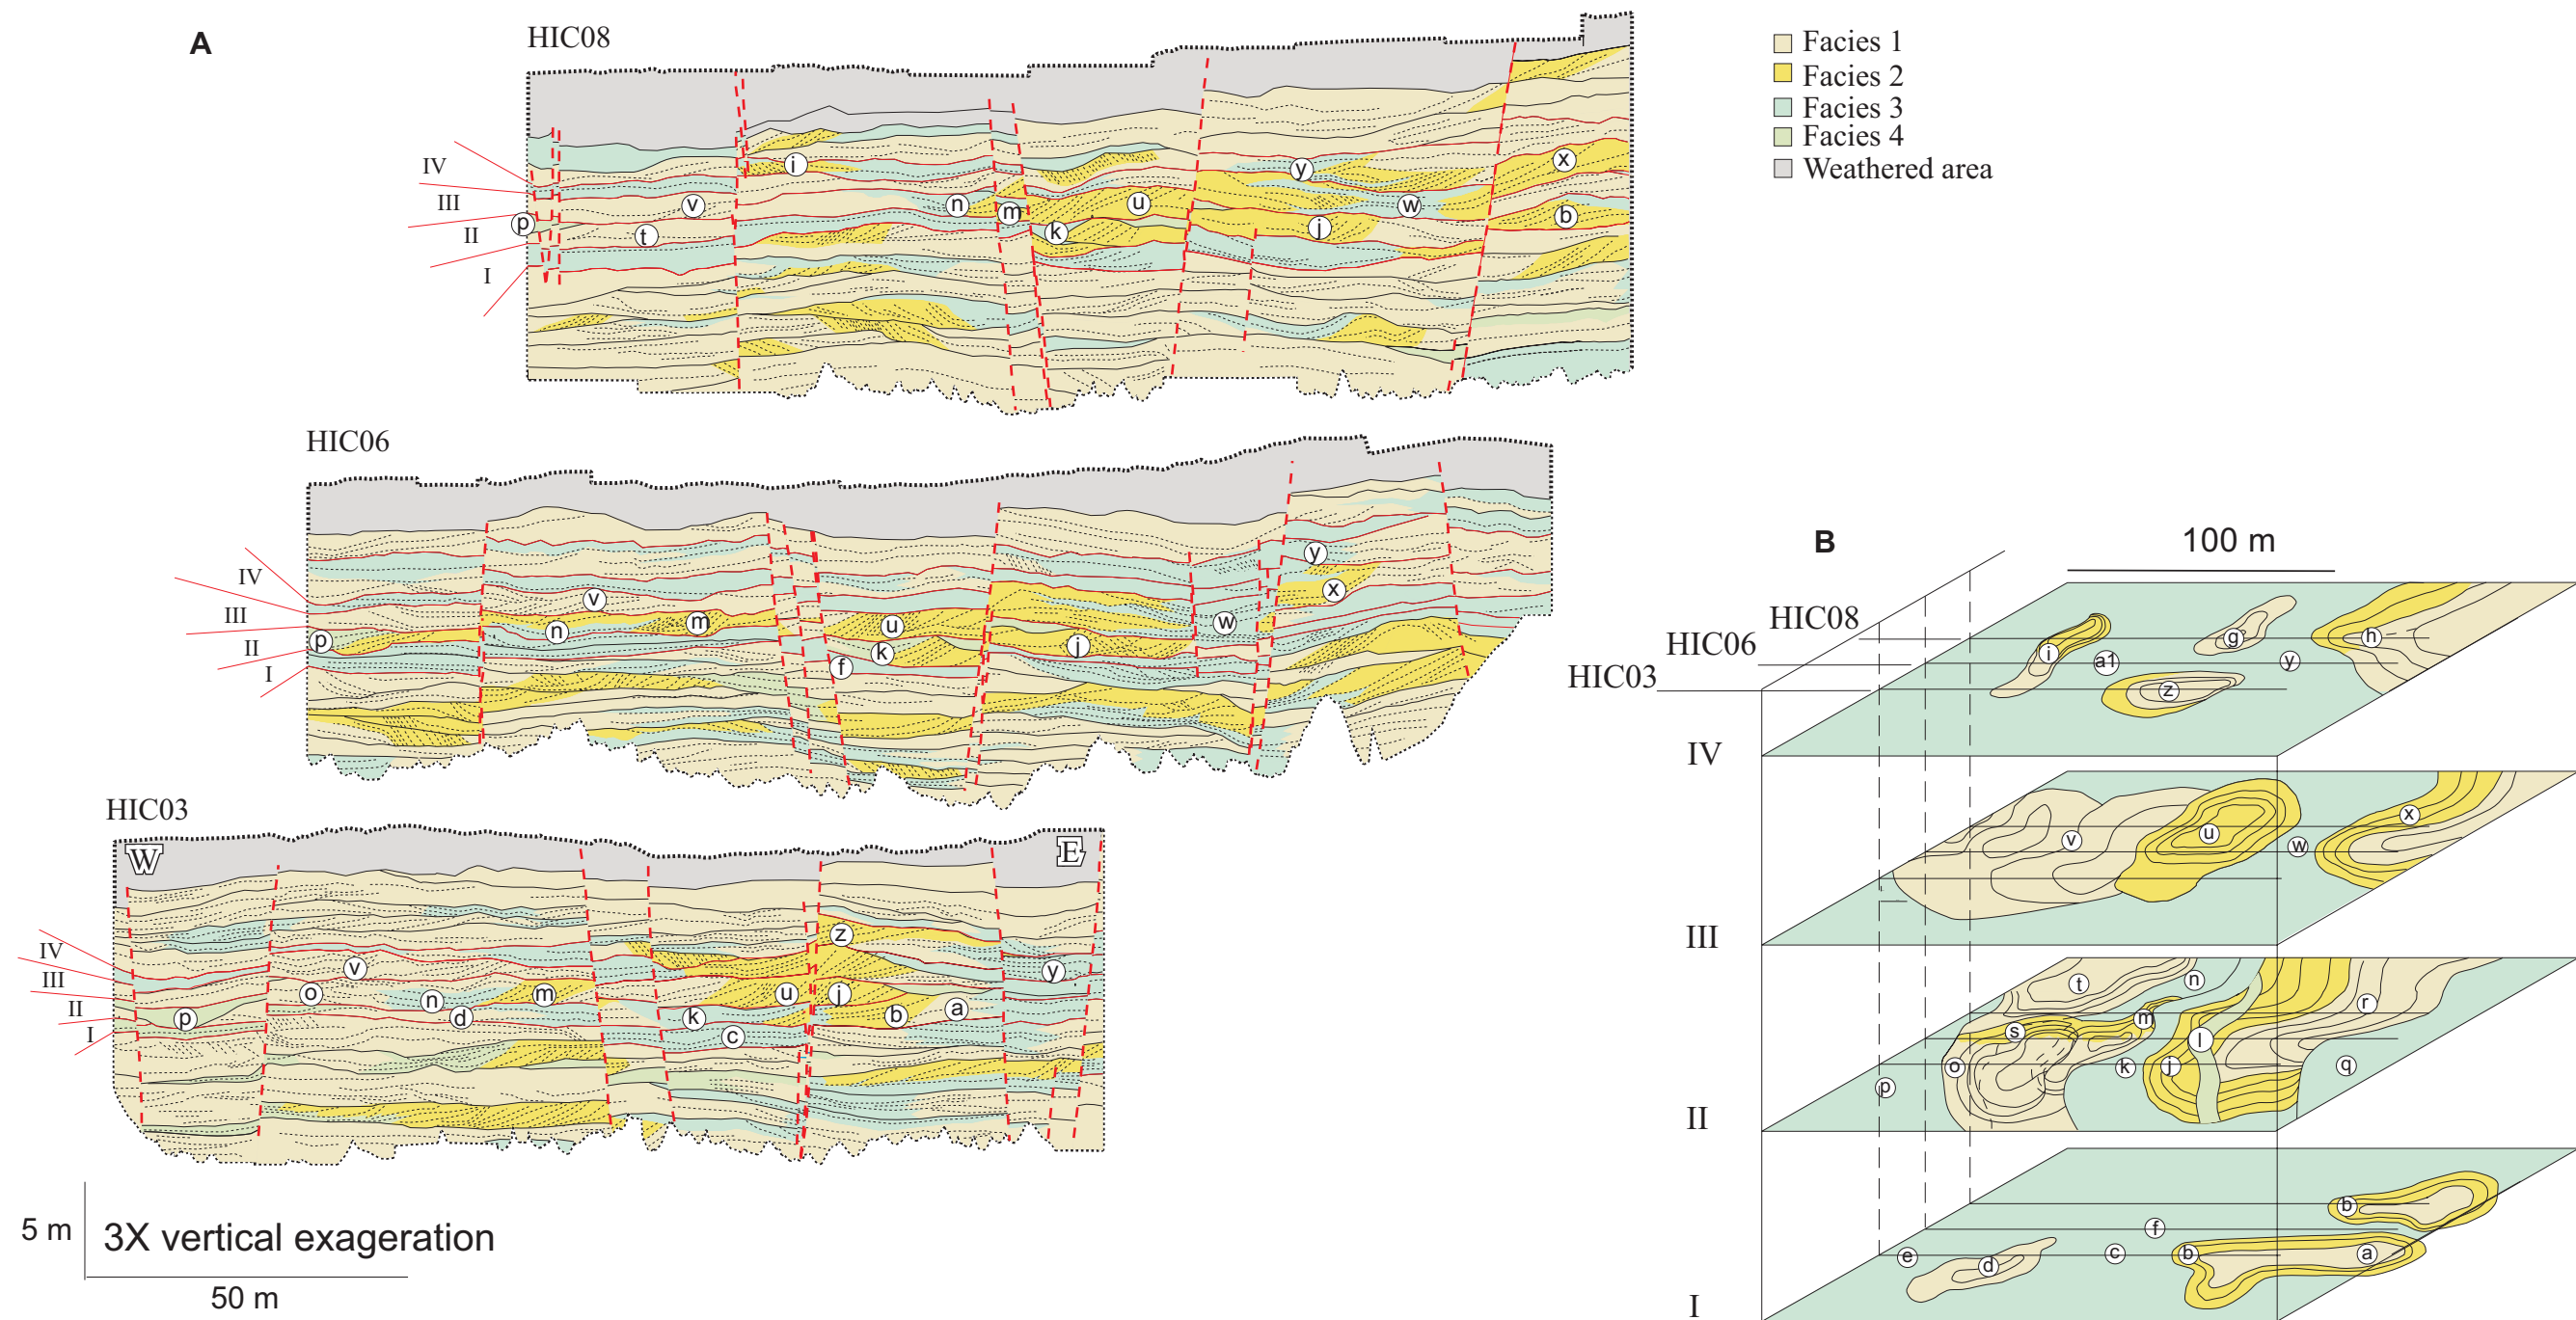 A
HIC08
IV
III
II
I
p
t
v
i
n
m
k
u
y
j
w
x
b
Facies 1
Facies 2
Facies 3
Facies 4
Weathered area
HIC06
IV
III
II
I
p
n
v
m
f
k
u
j
w
y
x
HIC03
W
E
IV
III
II
I
p
o
v
n
d
m
k
c
u
z
j
b
a
y
5 m
3X vertical exageration
50 m
B
100 m
HIC08
HIC06
HIC03
i
a1
g
z
y
h
IV
v
u
w
x
III
t
n
s
m
o
p
k
j
l
r
q
II
b
f
e
d
c
b
a
I